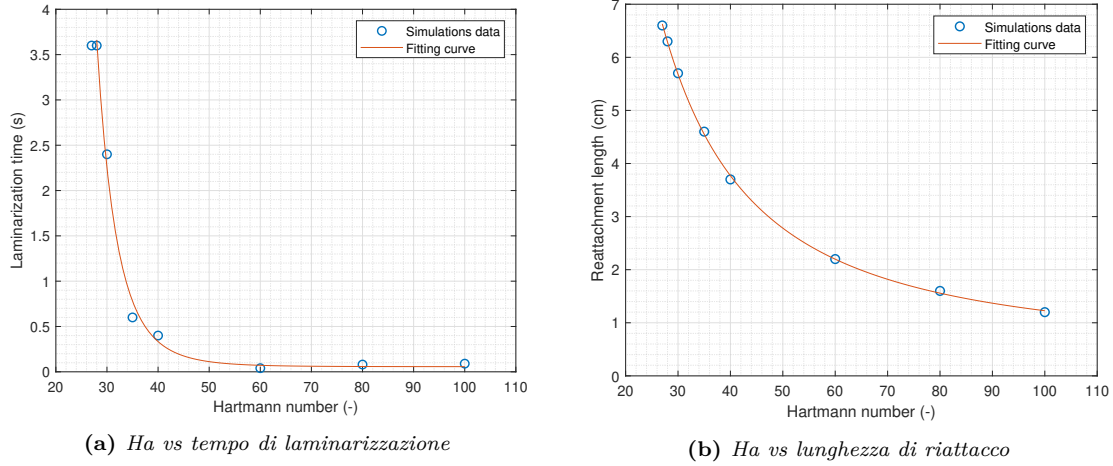 4
3.5
3
2.5
2
1.5
1
0.5
0
Laminarization time (s)
Simulations data
Fitting curve
20 30 40 50 60 70 80 90 100 110
Hartmann number (-)
(a) Ha vs tempo di laminarizzazione
7
6
5
4
3
2
1
0
Reattachment length (cm)
Simulations data
Fitting curve
20 30 40 50 60 70 80 90 100 110
Hartmann number (-)
(b) Ha vs lunghezza di riattacco